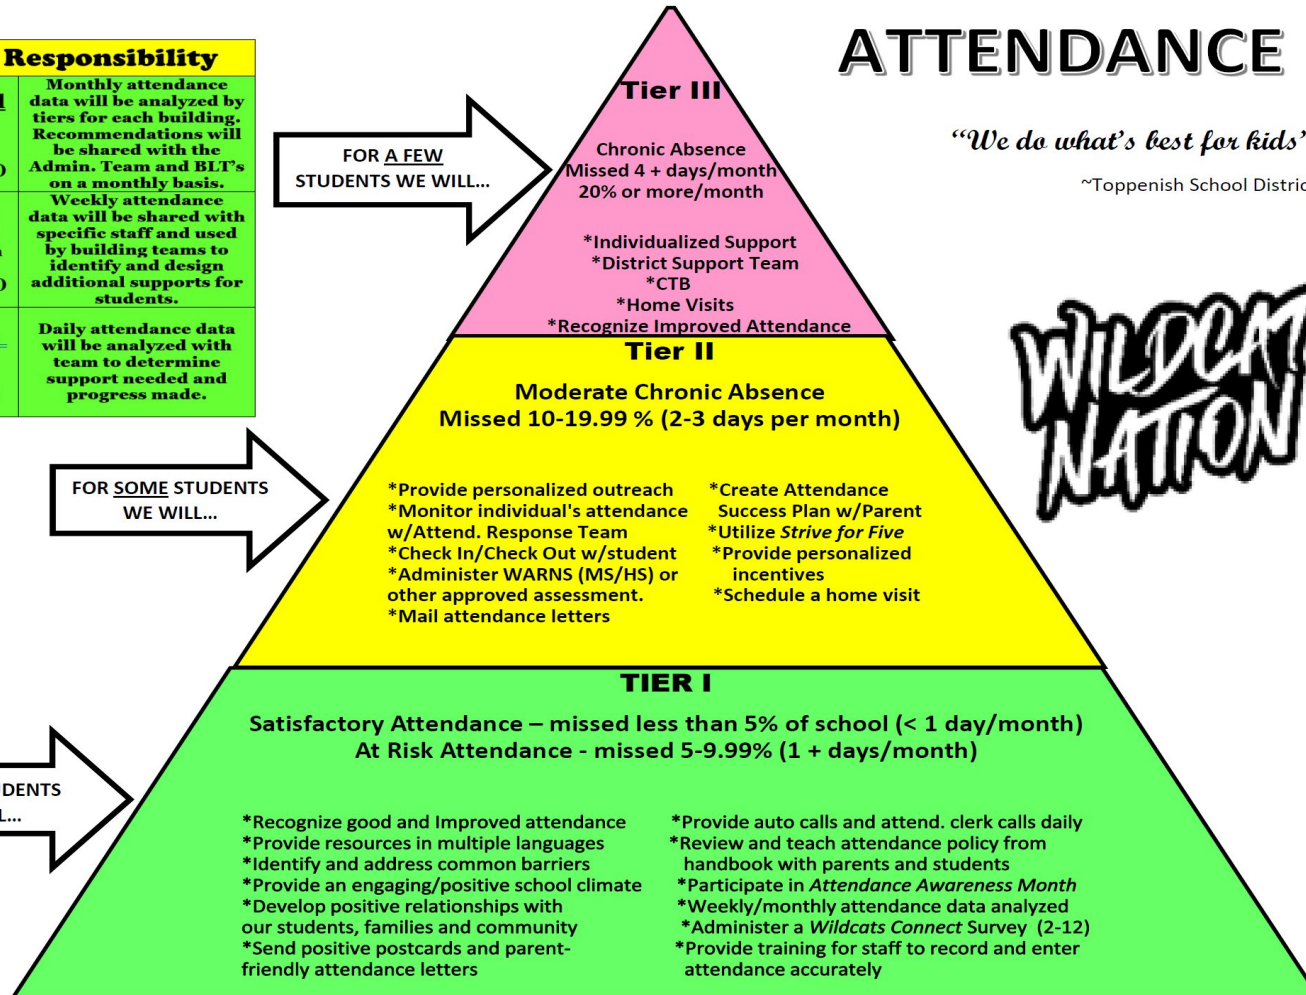 Responsibility
Monthly attendance
data will be analyzed by
tiers for each building.
Recommendations will
be shared with the
Admin. Team and BLT's
on a monthly basis.
Weekly attendance
data will be shared with
specific staff and used
by building teams to
identify and design
additional supports for
students.
Daily attendance data
will be analyzed with
team to determine
support needed and
progress made.
ATTENDANCE
“We do what’s best for kids”
~Toppenish School Distric
WILDCAT
NATION
FOR A FEW
STUDENTS WE WILL...
Tier III
Chronic Absence
Missed 4 + days/month
20% or more/month
*Individualized Support
*District Support Team
*CTB
*Home Visits
*Recognize Improved Attendance
FOR SOME STUDENTS
WE WILL...
Tier II
Moderate Chronic Absence
Missed 10-19.99 % (2-3 days per month)
*Provide personalized outreach
*Monitor individual's attendance
w/Attend. Response Team
*Check In/Check Out w/student
*Administer WARNS (MS/HS) or
other approved assessment.
*Mail attendance letters
*Create Attendance
Success Plan w/Parent
*Utilize Strive for Five
*Provide personalized
incentives
*Schedule a home visit
DENTS
L...
TIER I
Satisfactory Attendance – missed less than 5% of school (< 1 day/month)
At Risk Attendance - missed 5-9.99% (1 + days/month)
*Recognize good and Improved attendance
*Provide resources in multiple languages
*Identify and address common barriers
*Provide an engaging/positive school climate
*Develop positive relationships with
our students, families and community
*Send positive postcards and parent-
friendly attendance letters
*Provide auto calls and attend. clerk calls daily
*Review and teach attendance policy from
handbook with parents and students
*Participate in Attendance Awareness Month
*Weekly/monthly attendance data analyzed
*Administer a Wildcats Connect Survey (2-12)
*Provide training for staff to record and enter
attendance accurately